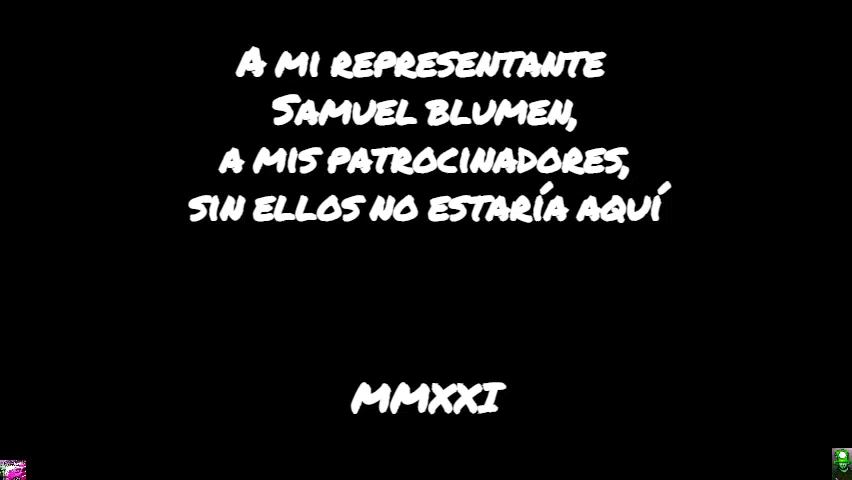 A MI REPRESENTANTE
SAMUEL BLUMEN,
A MIS PATROCINADORES,
SIN ELLOS NO ESTARÍA AQUÍ
MMXXI